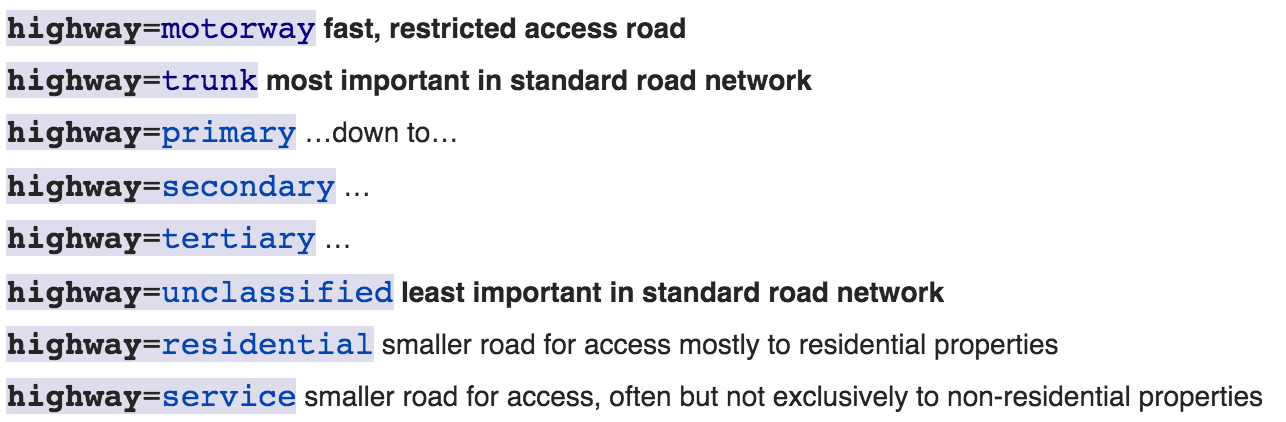 highway=motorway fast, restricted access road
highway=trunk most important in standard road network
highway=primary …down to…
highway=secondary …
highway=tertiary …
highway=unclassified least important in standard road network
highway=residential smaller road for access mostly to residential properties
highway=service smaller road for access, often but not exclusively to non-residential properties